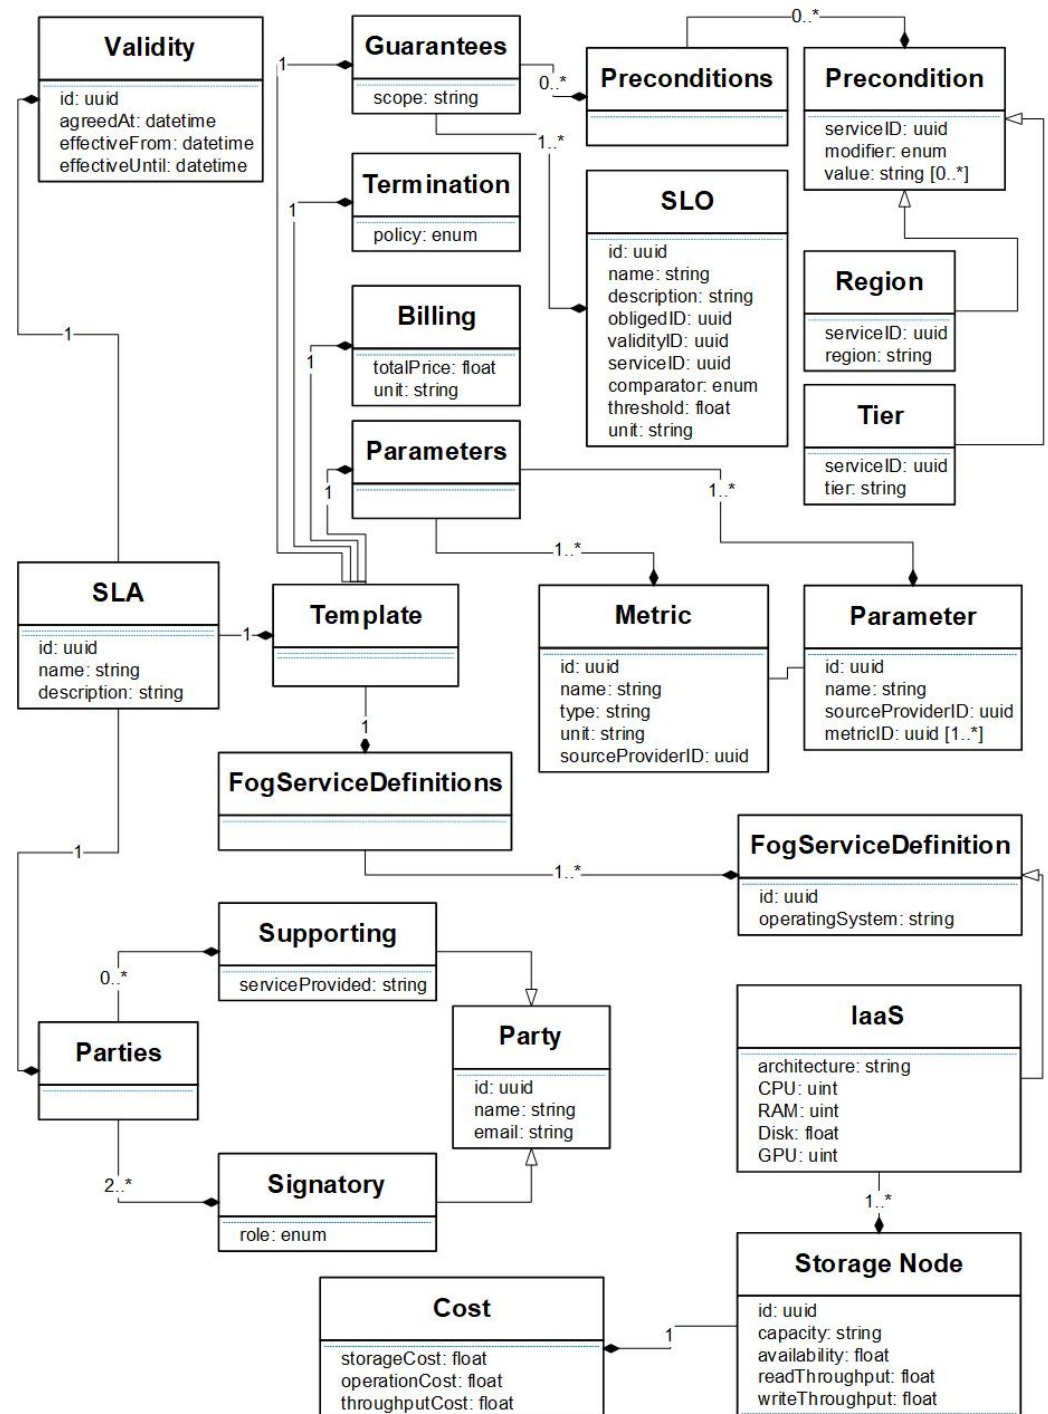 Validity
id: uuid
agreedAt: datetime
effectiveFrom: datetime
effectiveUntil: datetime
1
Guarantees
scope: string
1
0..*
1..*
Preconditions
0..*
Precondition
serviceID: uuid
modifier: enum
value: string [0..*]
Termination
policy: enum
1
SLO
id: uuid
name: string
description: string
obligedID: uuid
validityID: uuid
serviceID: uuid
comparator: enum
threshold: float
unit: string
Region
serviceID: uuid
region: string
Billing
totalPrice: float
unit: string
1
Tier
serviceID: uuid
tier: string
Parameters
1
1..*
1..*
SLA
id: uuid
name: string
description: string
1
Template
1
Metric
id: uuid
name: string
type: string
unit: string
sourceProviderID: uuid
Parameter
id: uuid
name: string
sourceProviderID: uuid
metricID: uuid [1..*]
FogServiceDefinitions
1..*
FogServiceDefinition
id: uuid
operatingSystem: string
1
Supporting
serviceProvided: string
0..*
Parties
2..*
Party
id: uuid
name: string
email: string
Signatory
role: enum
IaaS
architecture: string
CPU: uint
RAM: uint
Disk: float
GPU: uint
1..*
Storage Node
id: uuid
capacity: string
availability: float
readThroughput: float
writeThroughput: float
1
Cost
storageCost: float
operationCost: float
throughputCost: float